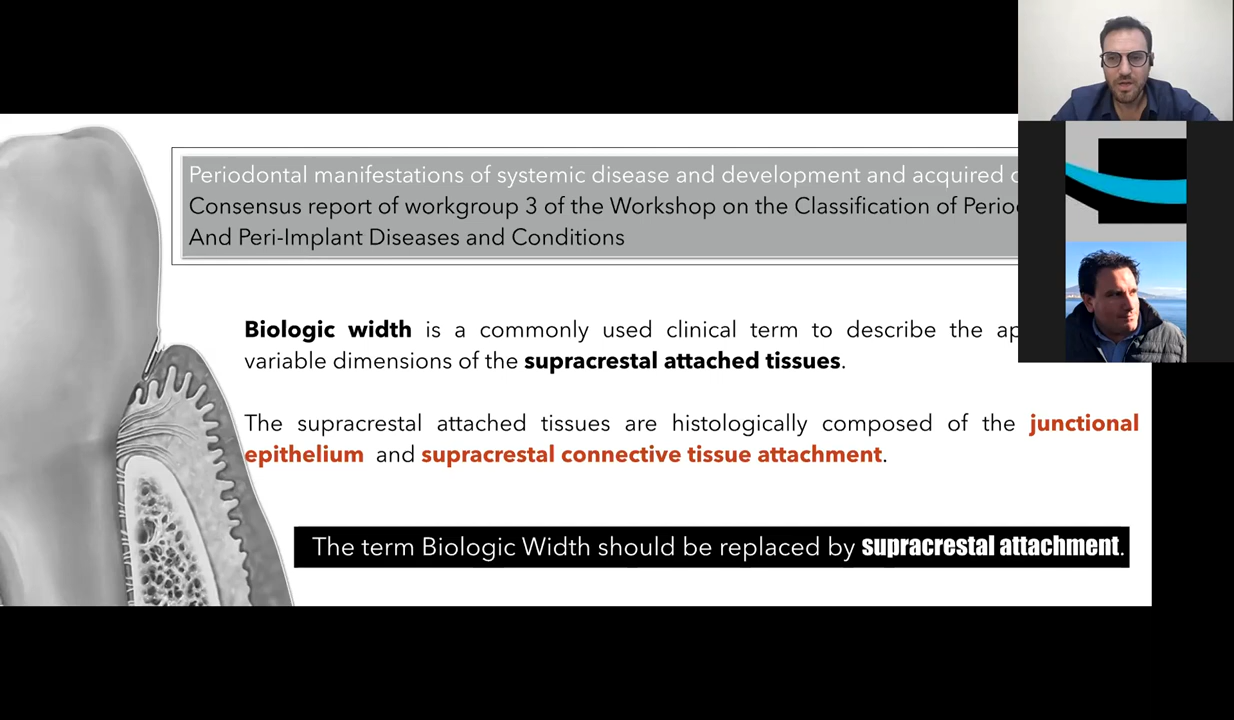 Periodontal manifestations of systemic disease and development and acquired
Consensus report of workgroup 3 of the Workshop on the Classification of
And Peri-Implant Diseases and Conditions
Biologic width is a commonly used clinical term to describe the
variable dimensions of the supracrestal attached tissues.
The supracrestal attached tissues are histologically composed of the junctional
epithelium and supracrestal connective tissue attachment.
The term Biologic Width should be replaced by supracrestal attachment.